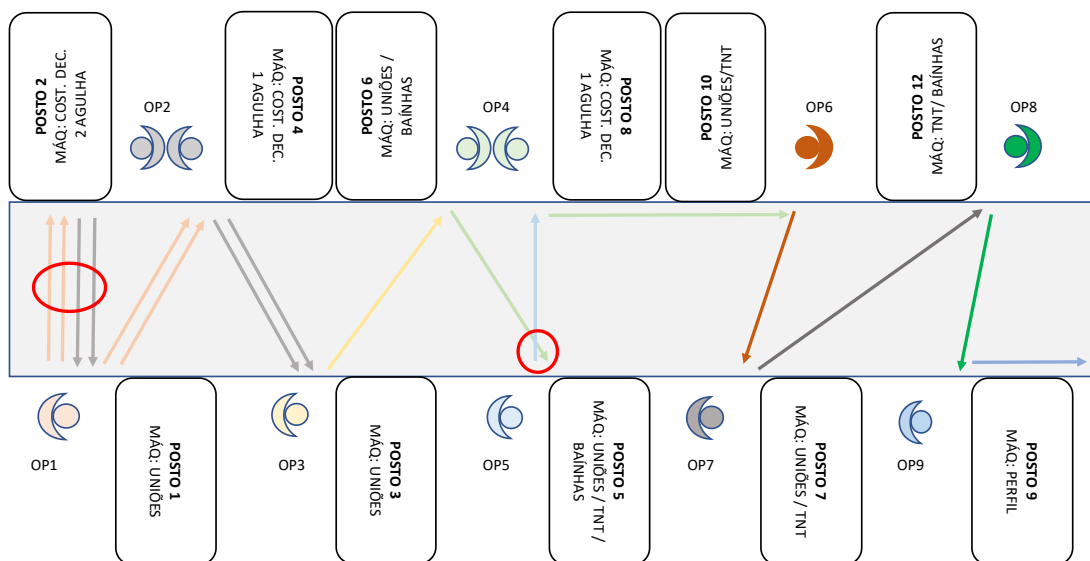 POSTO 2
MÁQ: COST. DEC.
2 AGULHA
OP2
POSTO 4
MÁQ: COST. DEC.
1 AGULHA
POSTO 6
MÁQ: UNIÕES /
BAÍNHAS
OP4
POSTO 8
MÁQ: COST. DEC.
1 AGULHA
POSTO 10
MÁQ: UNIÕES/TNT
OP6
POSTO 12
MÁQ: TNT/ BAÍNHAS
OP8
OP1
POSTO 1
MÁQ: UNIÕES
OP3
POSTO 3
MÁQ: UNIÕES
OP5
POSTO 5
MÁQ: UNIÕES / TNT /
BAÍNHAS
OP7
POSTO 7
MÁQ: UNIÕES / TNT
OP9
POSTO 9
MÁQ: PERFIL